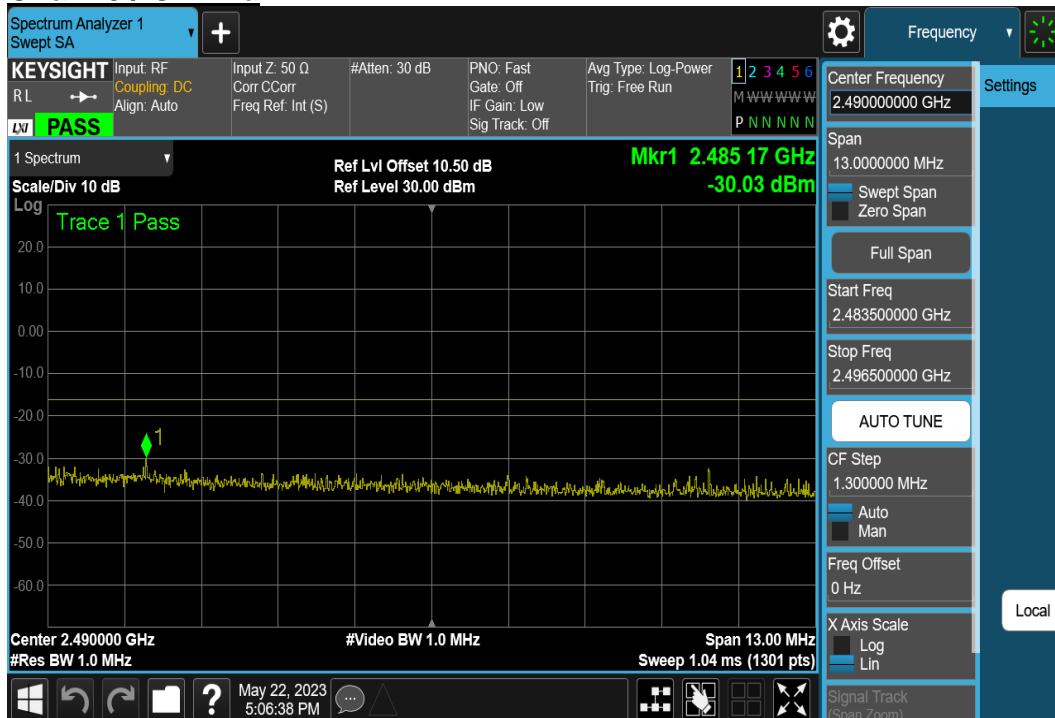 Spectrum Analyzer 1
Swept SA
+
Frequency
KEYSIGHT
RL
LXI PASS
Input: RF
Coupling: DC
Align: Auto
Input Z: 50 Ω
Corr CCorr
Freq Ref: Int (S)
#Atten: 30 dB
PNO: Fast
Gate: Off
IF Gain: Low
Sig Track: Off
Avg Type: Log-Power
Trig: Free Run
1 2 3 4 5 6
M W W W W W
P N N N N N
1 Spectrum
Scale/Div 10 dB
Ref Lvl Offset 10.50 dB
Ref Level 30.00 dBm
Mkr1 2.485 17 GHz
-30.03 dBm
Log
Trace 1 Pass
20.0
10.0
0.00
-10.0
-20.0
1
-30.0
-40.0
-50.0
-60.0
Center 2.490000 GHz
#Video BW 1.0 MHz
Span 13.00 MHz
#Res BW 1.0 MHz
Sweep 1.04 ms (1301 pts)
?
May 22, 2023
5:06:38 PM
Center Frequency
2.490000000 GHz
Settings
Span
13.0000000 MHz
Swept Span
Zero Span
Full Span
Start Freq
2.483500000 GHz
Stop Freq
2.496500000 GHz
AUTO TUNE
CF Step
1.300000 MHz
Auto
Man
Freq Offset
0 Hz
Local
X Axis Scale
Log
Lin
Signal Track
(Span Zoom)